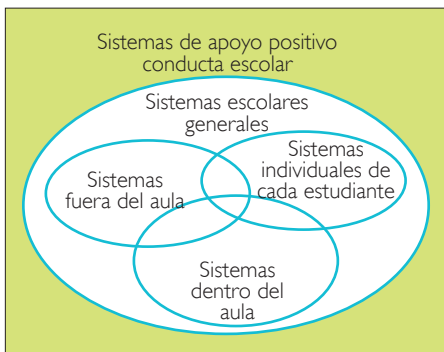 Sistemas de apoyo positivo
conducta escolar
Sistemas escolares
generales
Sistemas
individuales de
cada estudiante
Sistemas
fuera del aula
Sistemas
dentro del
aula